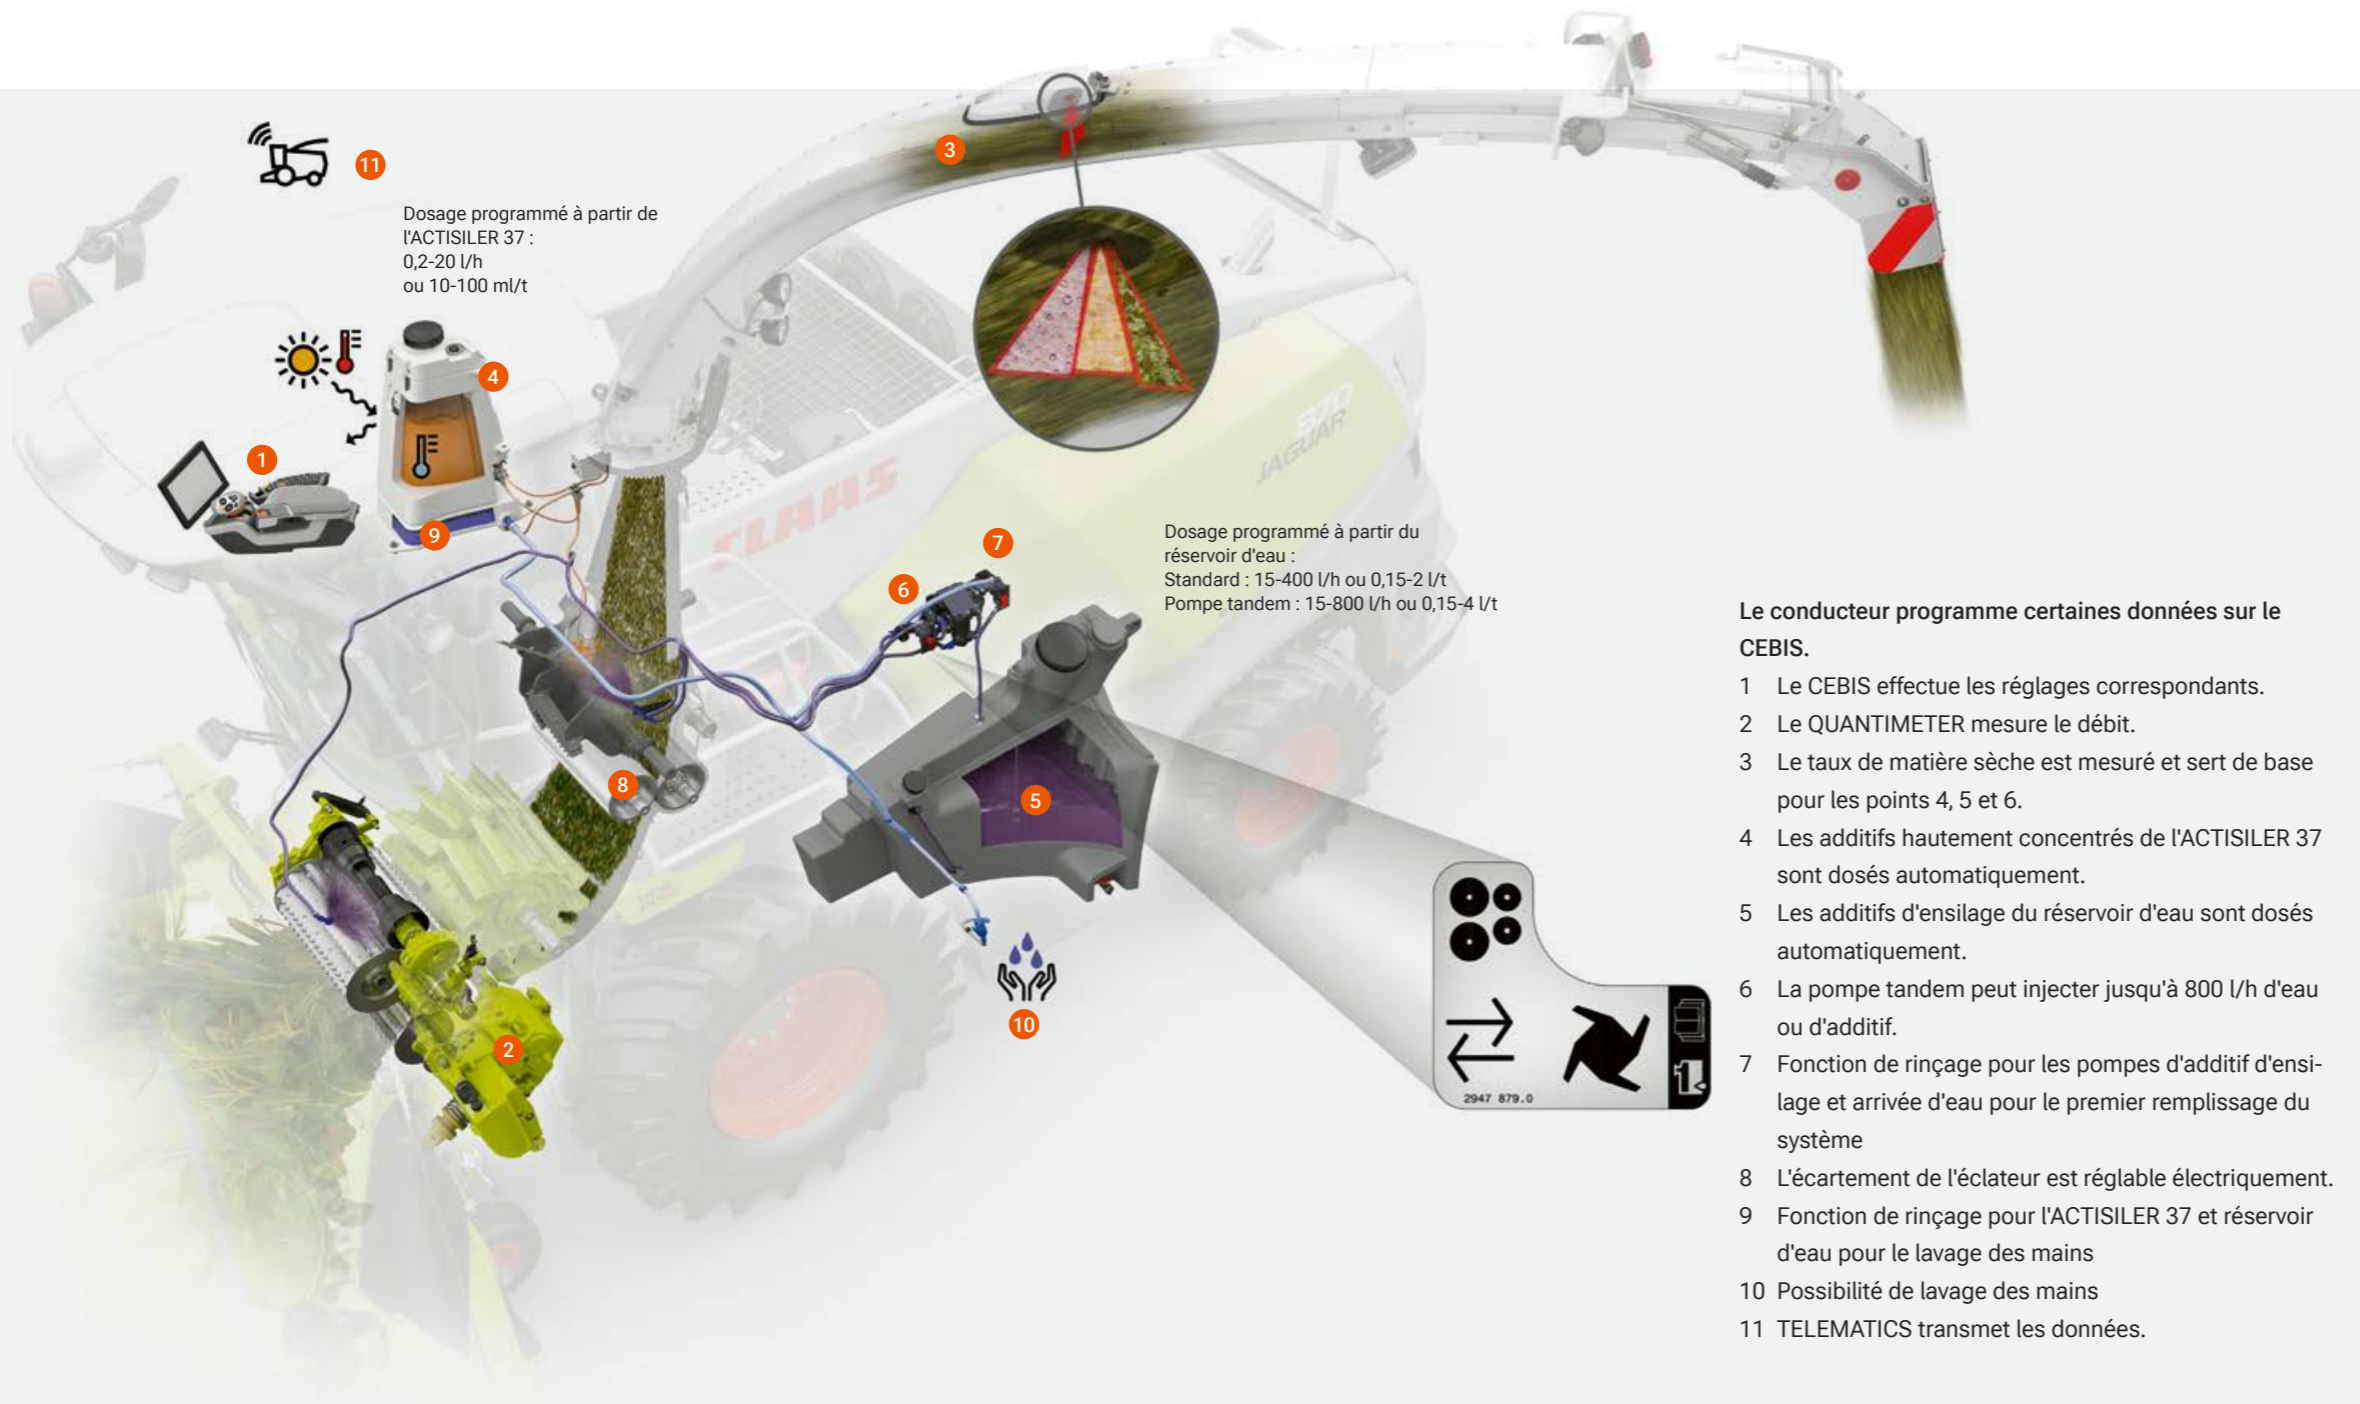 11
3
Dosage programmé à partir de
l'ACTISILER 37 :
0,2-20 l/h
ou 10-100 ml/t
4
1
9
JAGUAR
CLAAS
Dosage programmé à partir du
réservoir d'eau :
Standard : 15-400 l/h ou 0,15-2 l/t
Pompe tandem : 15-800 l/h ou 0,15-4 l/t
7
6
8
5
10
2
2947 879.0
Le conducteur programme certaines données sur le
CEBIS.
1 Le CEBIS effectue les réglages correspondants.
2 Le QUANTIMETER mesure le débit.
3 Le taux de matière sèche est mesuré et sert de base
pour les points 4, 5 et 6.
4 Les additifs hautement concentrés de l'ACTISILER 37
sont dosés automatiquement.
5 Les additifs d'ensilage du réservoir d'eau sont dosés
automatiquement.
6 La pompe tandem peut injecter jusqu'à 800 l/h d'eau
ou d'additif.
7 Fonction de rinçage pour les pompes d'additif d'ensi-
lage et arrivée d'eau pour le premier remplissage du
système
8 L'écartement de l'éclateur est réglable électriquement.
9 Fonction de rinçage pour l'ACTISILER 37 et réservoir
d'eau pour le lavage des mains
10 Possibilité de lavage des mains
11 TELEMATICS transmet les données.